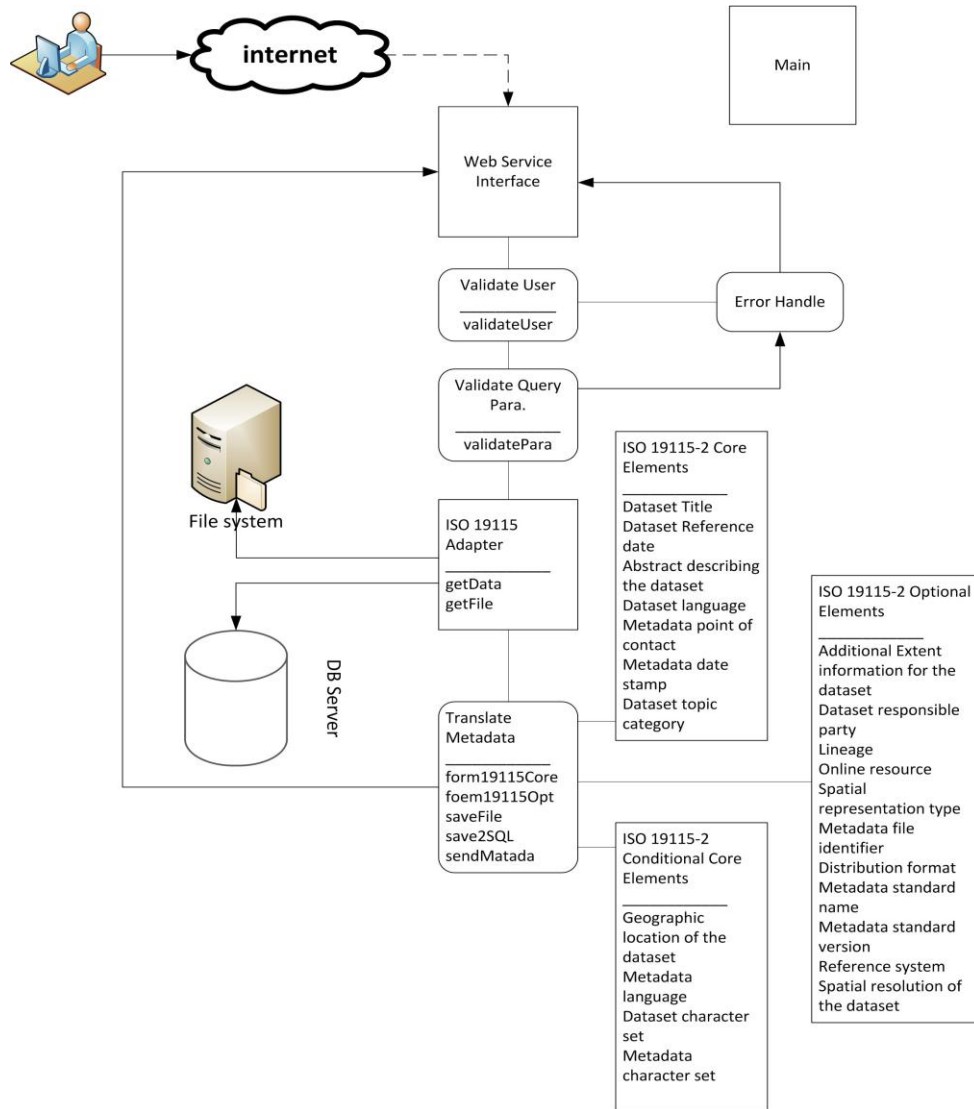 internet
Main
Web Service
Interface
Validate User
validateUser
Error Handle
Validate Query
Para.
validatePara
File system
ISO 19115
Adapter
getData
getFile
DB Server
Translate
Metadata
form19115Core
foem19115Opt
saveFile
save2SQL
sendMatada
ISO 19115-2 Core
Elements
Dataset Title
Dataset Reference
date
Abstract describing
the dataset
Dataset language
Metadata point of
contact
Metadata date
stamp
Dataset topic
category
ISO 19115-2 Optional
Elements
Additional Extent
information for the
dataset
Dataset responsible
party
Lineage
Online resource
Spatial
representation type
Metadata file
identifier
Distribution format
Metadata standard
name
Metadata standard
version
Reference system
Spatial resolution of
the dataset
ISO 19115-2
Conditional Core
Elements
Geographic
location of the
dataset
Metadata
language
Dataset character
set
Metadata
character set